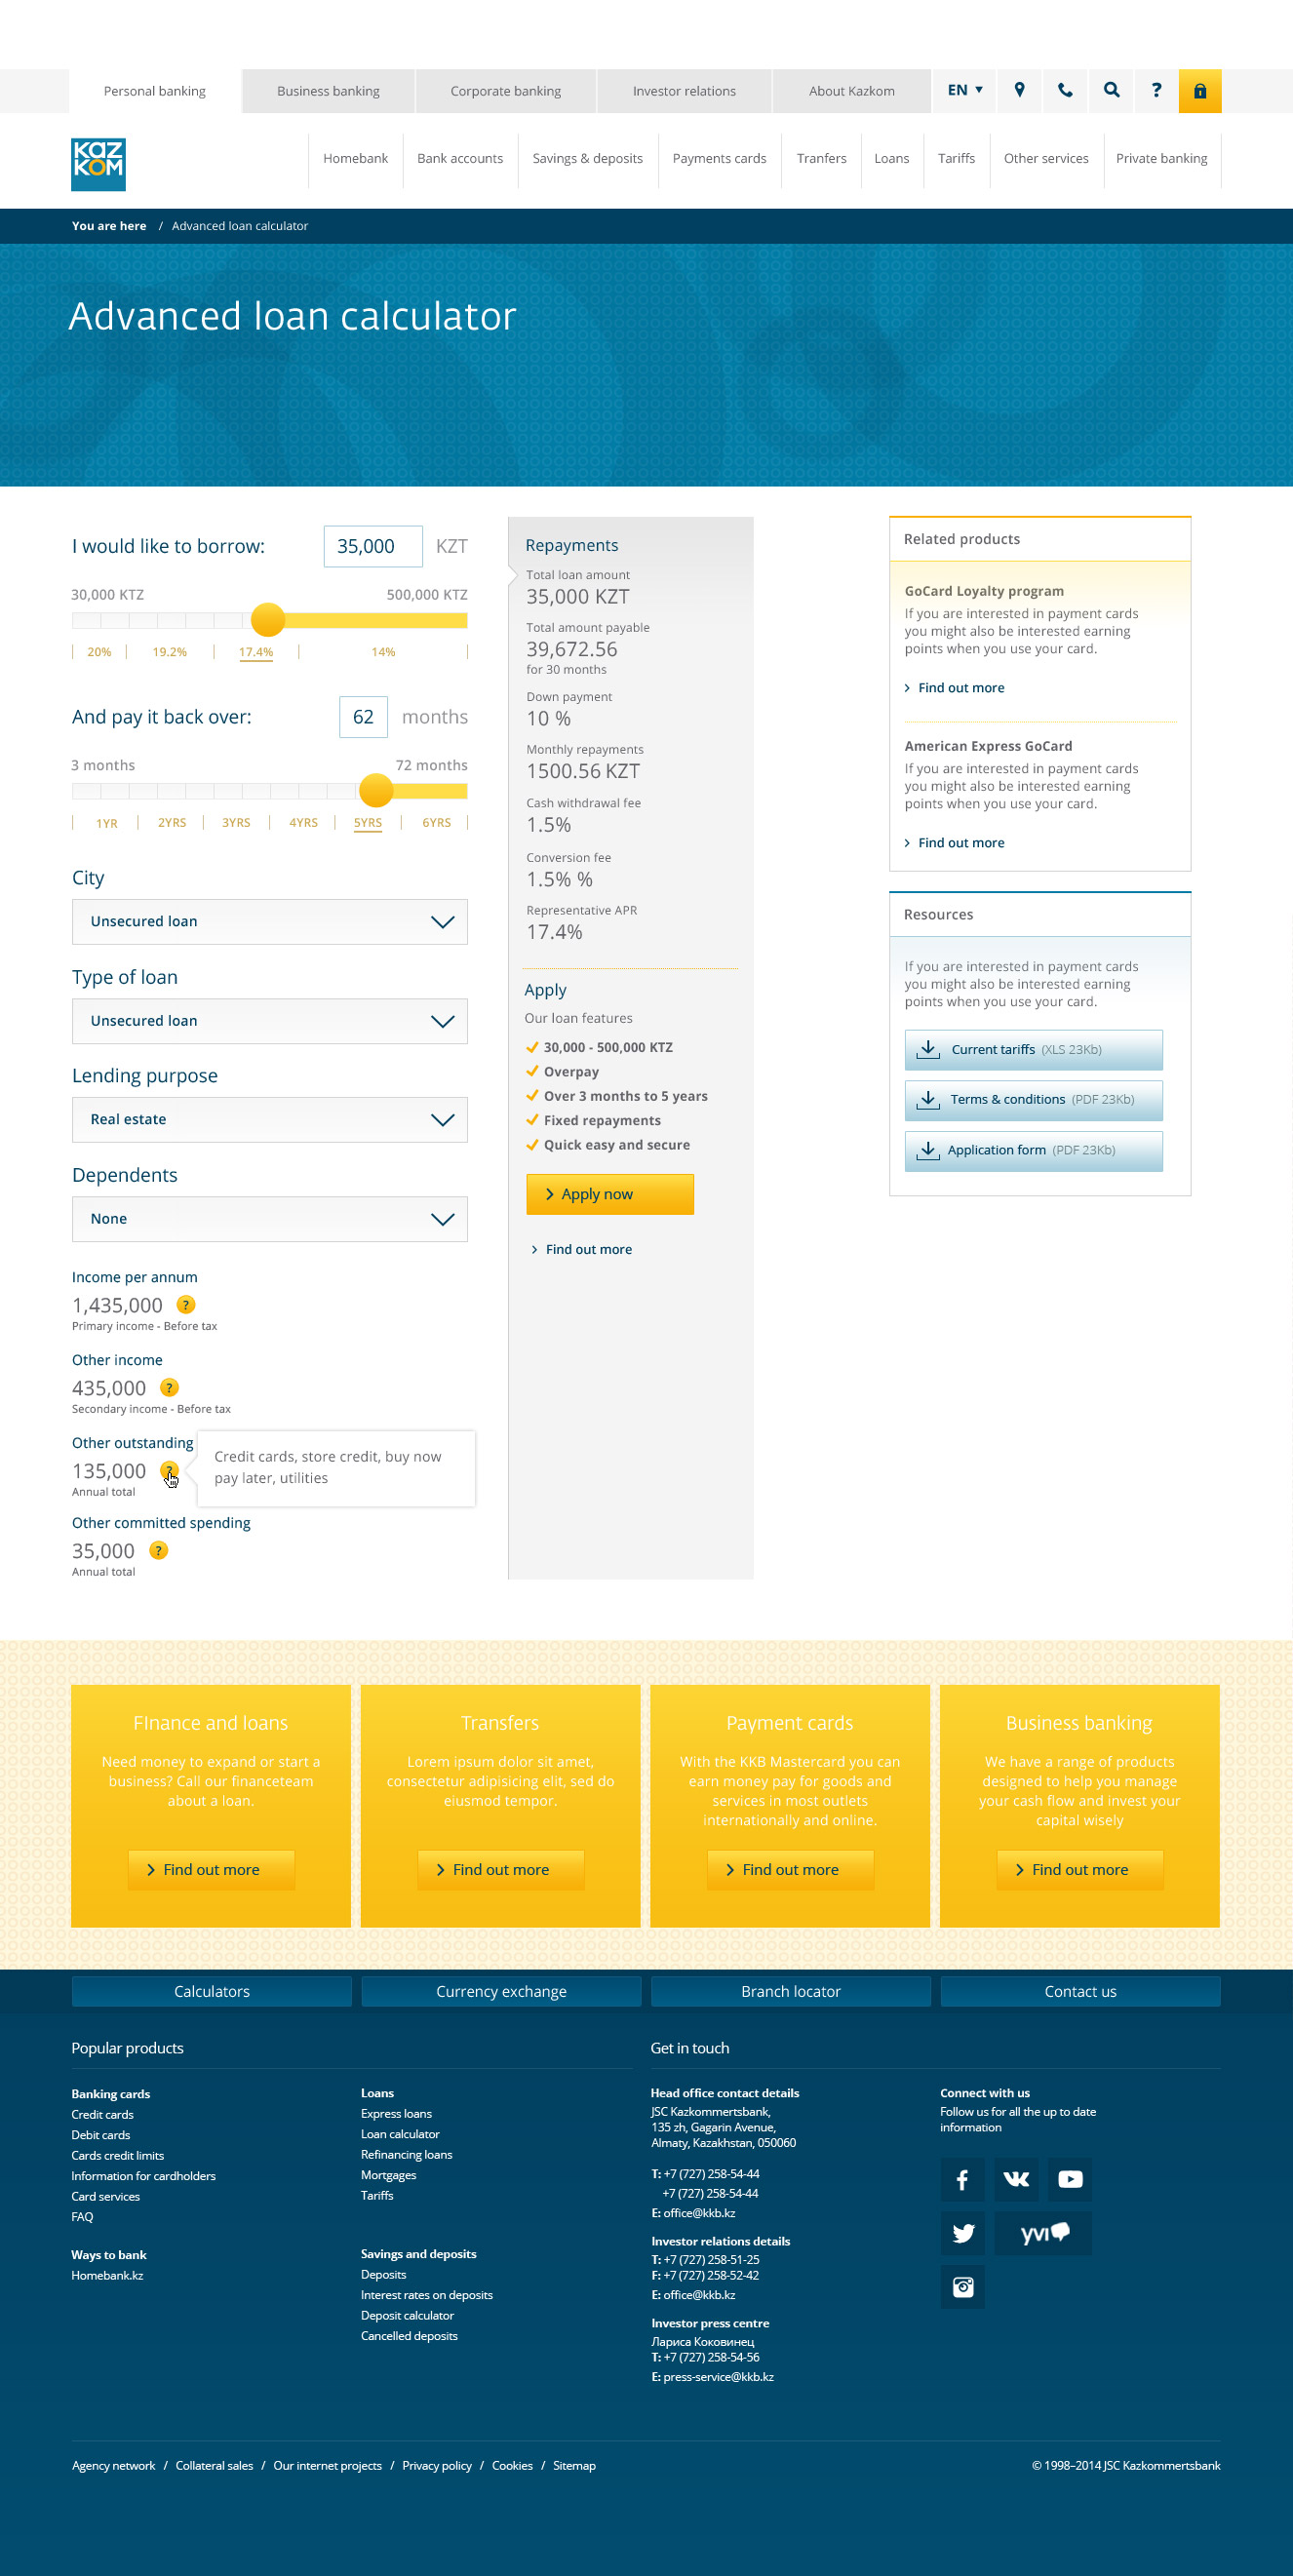 Personal banking
Business banking
Corporate banking
Investor relations
About Kazkom
EN
?
KAZ
KOM
Homebank
Bank accounts
Savings & deposits
Payments cards
Tranfers
Loans
Tariffs
Other services
Private banking
You are here / Advanced loan calculator
Advanced loan calculator
I would like to borrow: 35,000 KZT
30,000 KTZ 500,000 KTZ
20% 19.2% 17.4% 14%
And pay it back over: 62 months
3 months 72 months
1YR 2YRS 3YRS 4YRS 5YRS 6YRS
City
Unsecured loan
Type of loan
Unsecured loan
Lending purpose
Real estate
Dependents
None
Income per annum
1,435,000 ?
Primary income - Before tax
Other income
435,000 ?
Secondary income - Before tax
Other outstanding
135,000 ?
Annual total
Credit cards, store credit, buy now
pay later, utilities
Other committed spending
35,000 ?
Annual total
Repayments
Total loan amount
35,000 KZT
Total amount payable
39,672.56
for 30 months
Down payment
10 %
Monthly repayments
1500.56 KZT
Cash withdrawal fee
1.5%
Conversion fee
1.5% %
Representative APR
17.4%
Apply
Our loan features
30,000 - 500,000 KTZ
Overpay
Over 3 months to 5 years
Fixed repayments
Quick easy and secure
Apply now
Find out more
Related products
GoCard Loyalty program
If you are interested in payment cards
you might also be interested earning
points when you use your card.
Find out more
American Express GoCard
If you are interested in payment cards
you might also be interested earning
points when you use your card.
Find out more
Resources
If you are interested in payment cards
you might also be interested earning
points when you use your card.
Current tariffs (XLS 23Kb)
Terms & conditions (PDF 23Kb)
Application form (PDF 23Kb)
FInance and loans
Need money to expand or start a
business? Call our financeteam
about a loan.
Find out more
Transfers
Lorem ipsum dolor sit amet,
consectetur adipisicing elit, sed do
eiusmod tempor.
Find out more
Payment cards
With the KKB Mastercard you can
earn money pay for goods and
services in most outlets
internationally and online.
Find out more
Business banking
We have a range of products
designed to help you manage
your cash flow and invest your
capital wisely
Find out more
Calculators
Currency exchange
Branch locator
Contact us
Popular products
Banking cards
Credit cards
Debit cards
Cards credit limits
Information for cardholders
Card services
FAQ
Ways to bank
Homebank.kz
Loans
Express loans
Loan calculator
Refinancing loans
Mortgages
Tariffs
Savings and deposits
Deposits
Interest rates on deposits
Deposit calculator
Cancelled deposits
Get in touch
Head office contact details
JSC Kazkommertsbank,
135 zh, Gagarin Avenue,
Almaty, Kazakhstan, 050060
T: +7 (727) 258-54-44
+7 (727) 258-54-44
E: office@kkb.kz
Investor relations details
T: +7 (727) 258-51-25
F: +7 (727) 258-52-42
E: office@kkb.kz
Investor press centre
Лариса Коковинец
T: +7 (727) 258-54-56
E: press-service@kkb.kz
Connect with us
Follow us for all the up to date
information
yvi
Agency network / Collateral sales / Our internet projects / Privacy policy / Cookies / Sitemap
© 1998-2014 JSC Kazkommertsbank